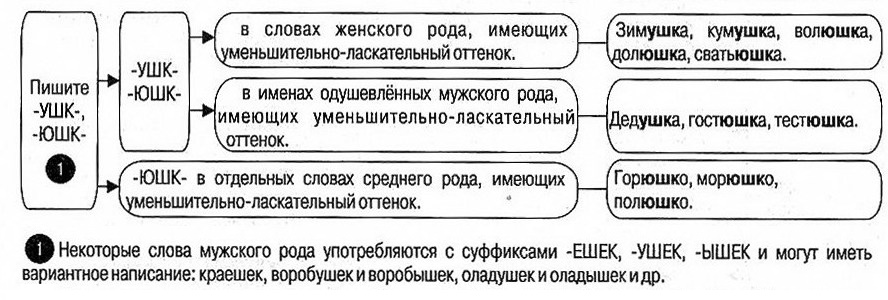 Пишите
-УШК-,
-ЮШК-
1
-УШК-
-ЮШК-
в словах женского рода, имеющих
уменьшительно-ласкательный оттенок.
Зимушка, кумушка, волюшка,
долюшка, сватьюшка.
в именах одушевлённых мужского рода,
имеющих уменьшительно-ласкательный
оттенок.
Дедушка, гостюшка, тестюшка.
-ЮШК- в отдельных словах среднего рода, имеющих
уменьшительно-ласкательный оттенок.
Горюшко, морюшко,
полюшко.
1 Некоторые слова мужского рода употребляются с суффиксами -ЕШЕК, -УШЕК, -ЫШЕК и могут иметь
вариантное написание: краешек, воробушек и воробышек, оладушек и оладышек и др.